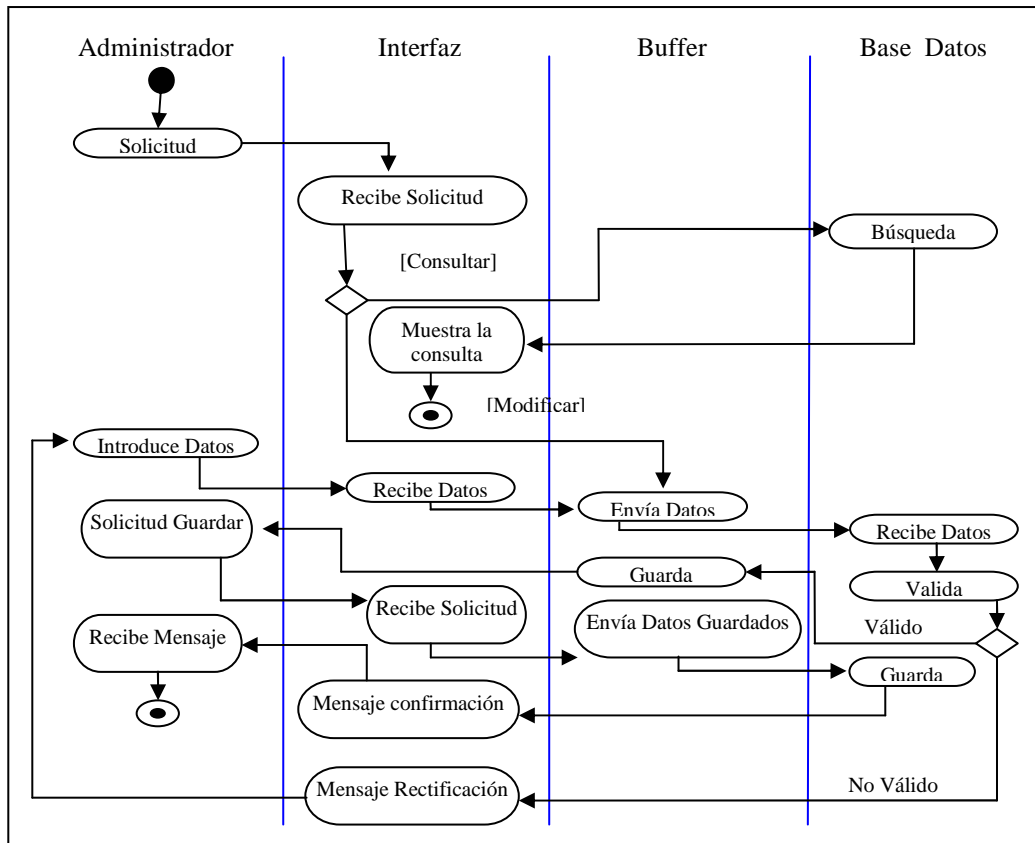 Administrador
Interfaz
Buffer
Base Datos
Solicitud
Recibe Solicitud
Búsqueda
[Consultar]
Muestra la
consulta
[Modificar]
Introduce Datos
Recibe Datos
Envía Datos
Solicitud Guardar
Recibe Datos
Guarda
Valida
Recibe Solicitud
Envía Datos Guardados
Válido
Recibe Mensaje
Guarda
Mensaje confirmación
Mensaje Rectificación
No Válido